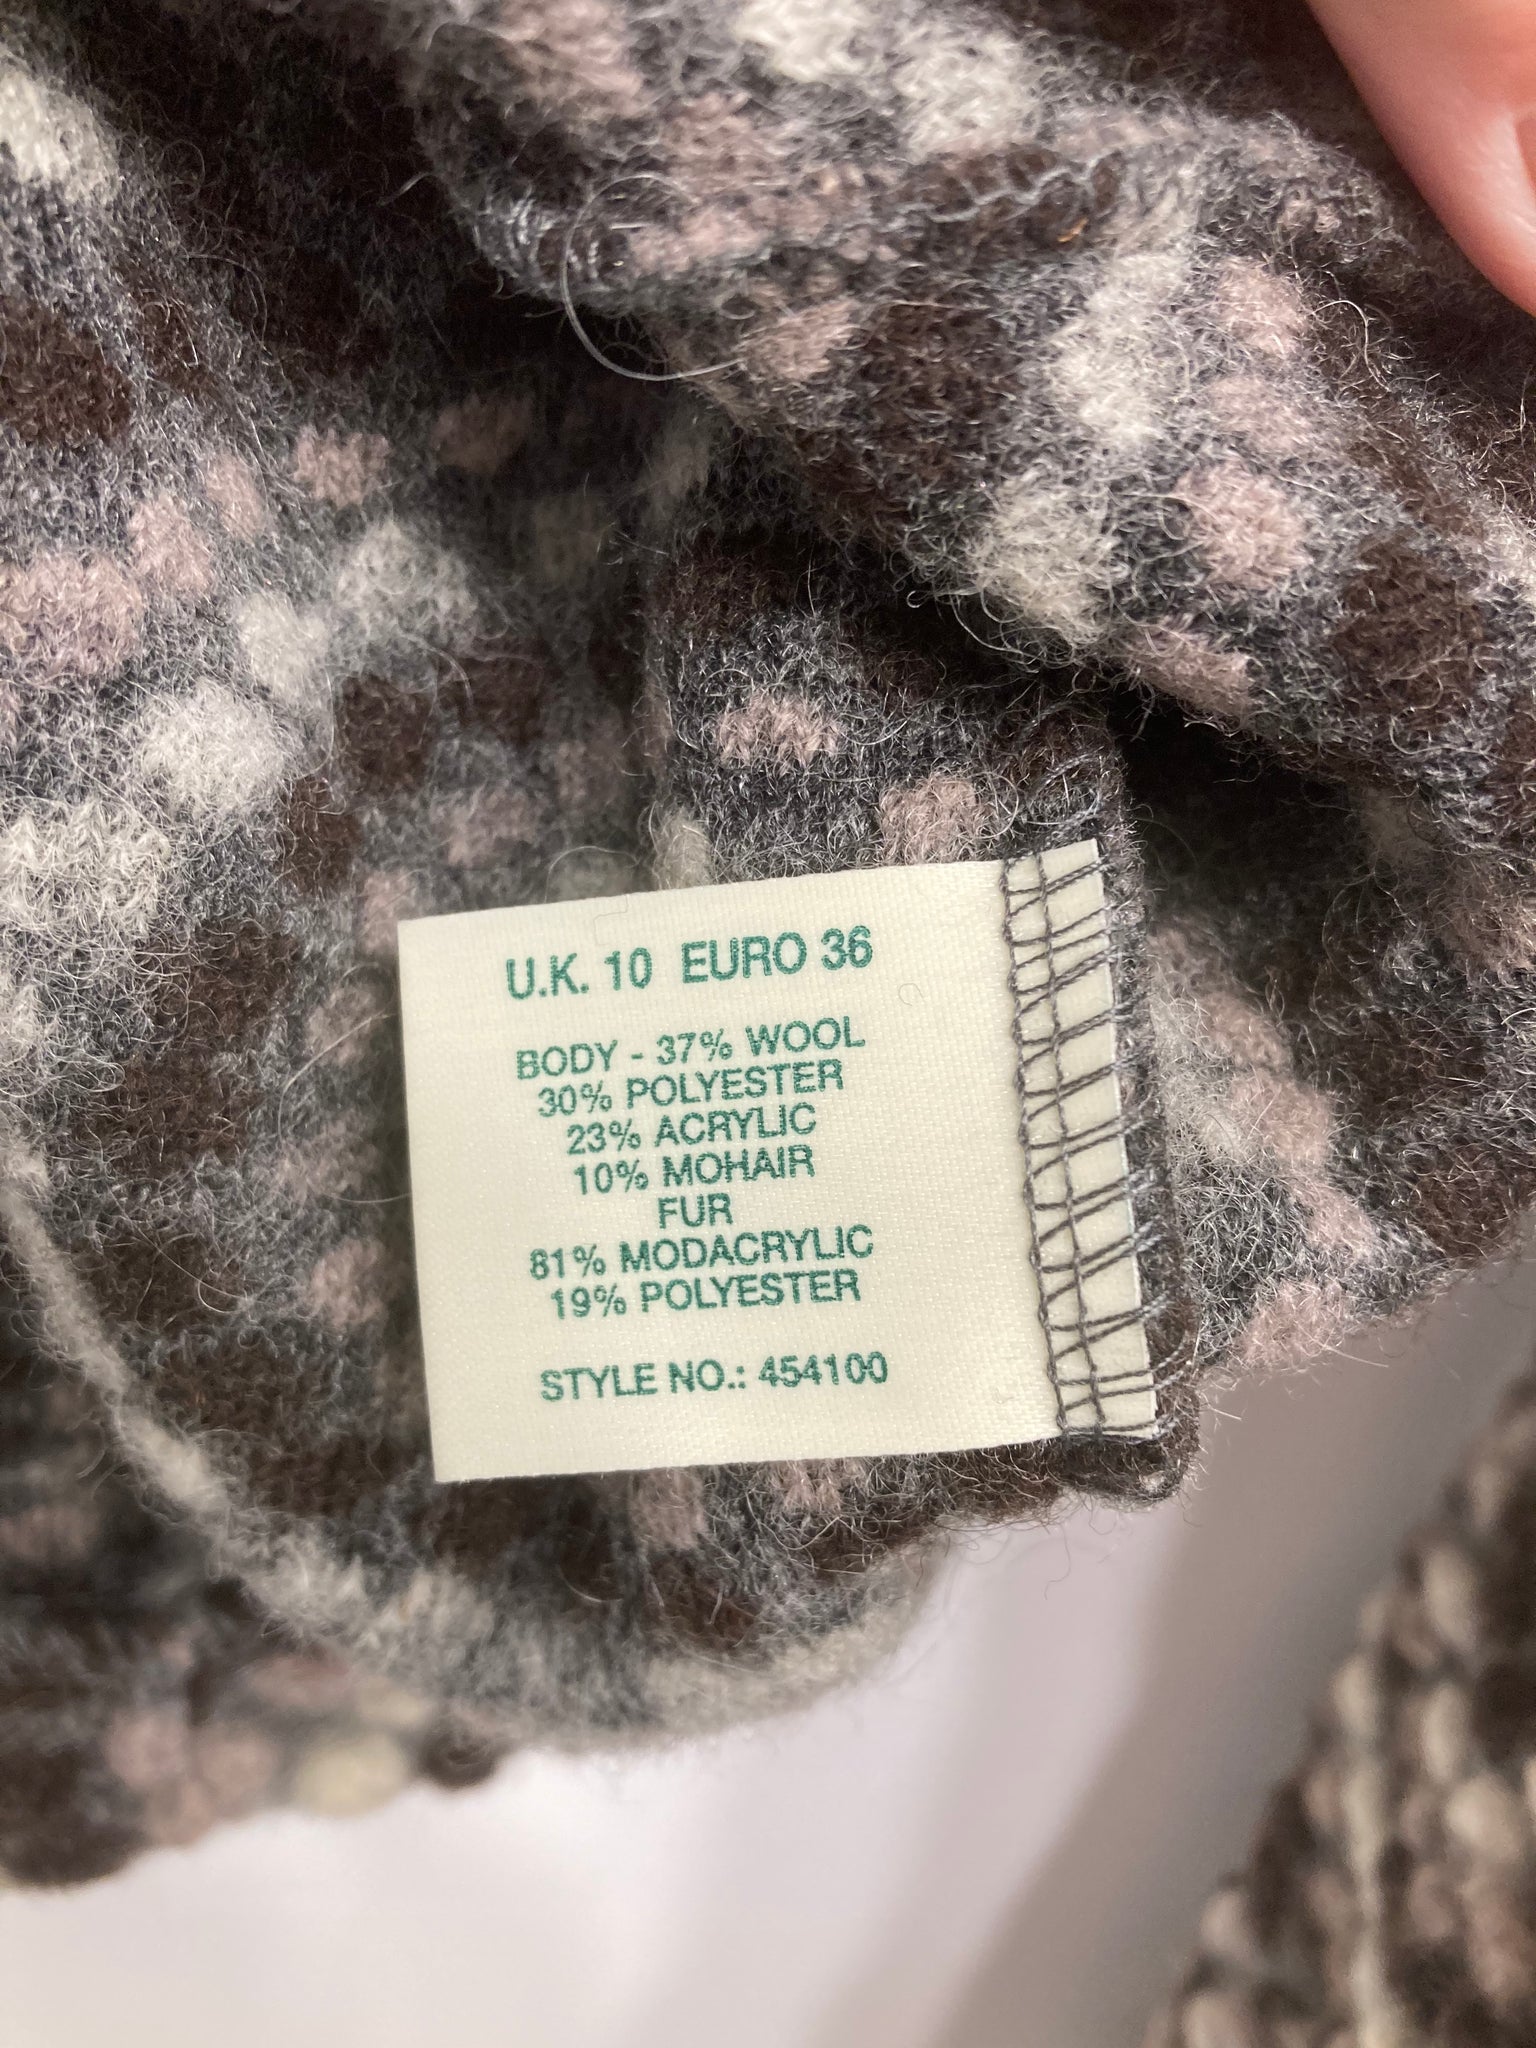 U.K. 10 EURO 36
BODY - 37% WOOL
30% POLYESTER
23% ACRYLIC
10% MOHAIR
FUR
81% MODACRYLIC
19% POLYESTER
STYLE NO.: 454100